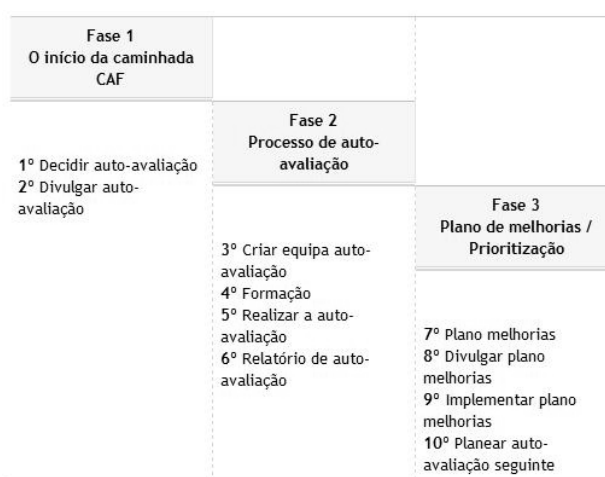 Fase 1
O início da caminhada
CAF
1º Decidir auto-avaliação
2º Divulgar auto-
avaliação
Fase 2
Processo de auto-
avaliação
3º Criar equipa auto-
avaliação
4º Formação
5º Realizar a auto-
avaliação
6º Relatório de auto-
avaliação
Fase 3
Plano de melhorias /
Prioritização
7º Plano melhorias
8º Divulgar plano
melhorias
9º Implementar plano
melhorias
10º Planear auto-
avaliação seguinte